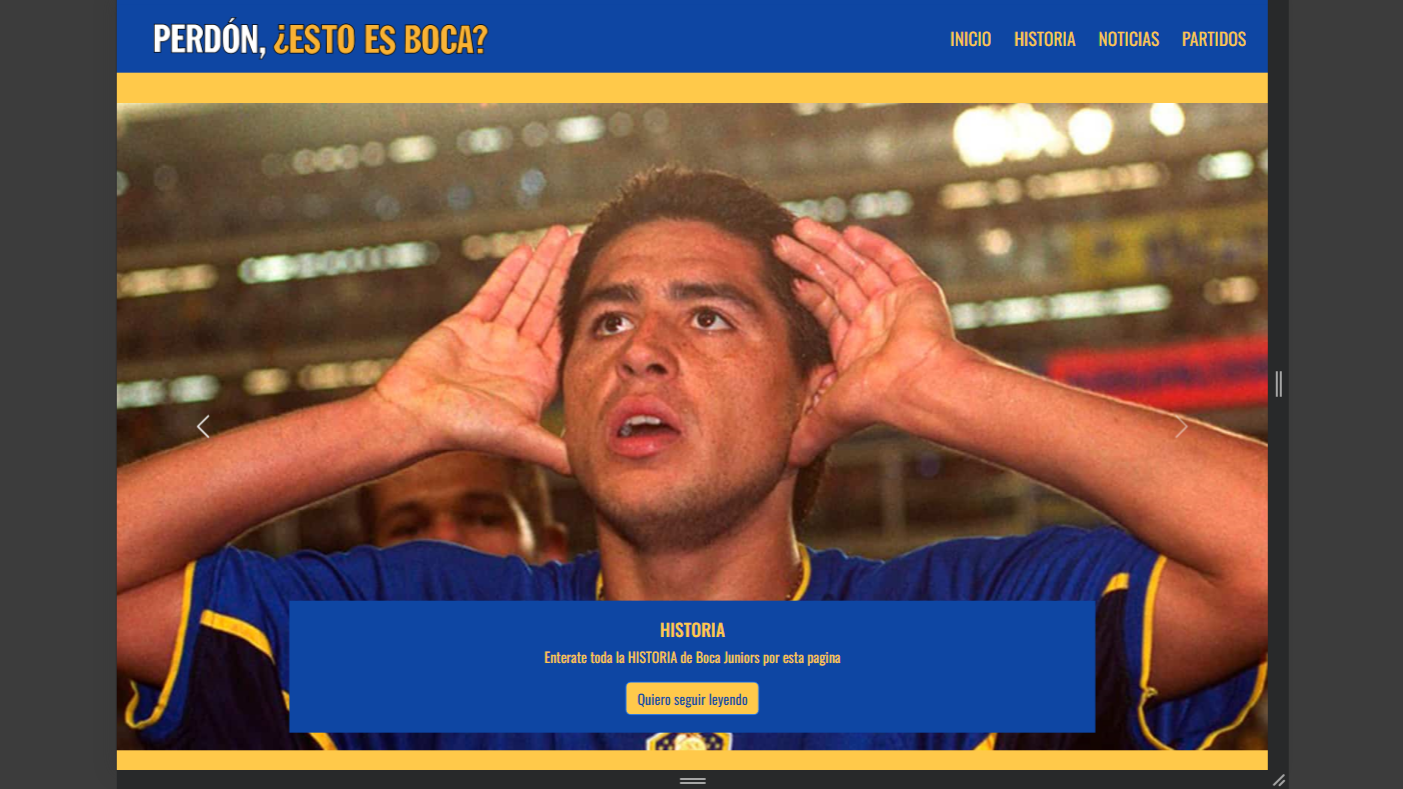 PERDÓN, ¿ESTO ES BOCA?
INICIO HISTORIA NOTICIAS PARTIDOS
HISTORIA
Enterate toda la HISTORIA de Boca Juniors por esta pagina
Quiero seguir leyendo